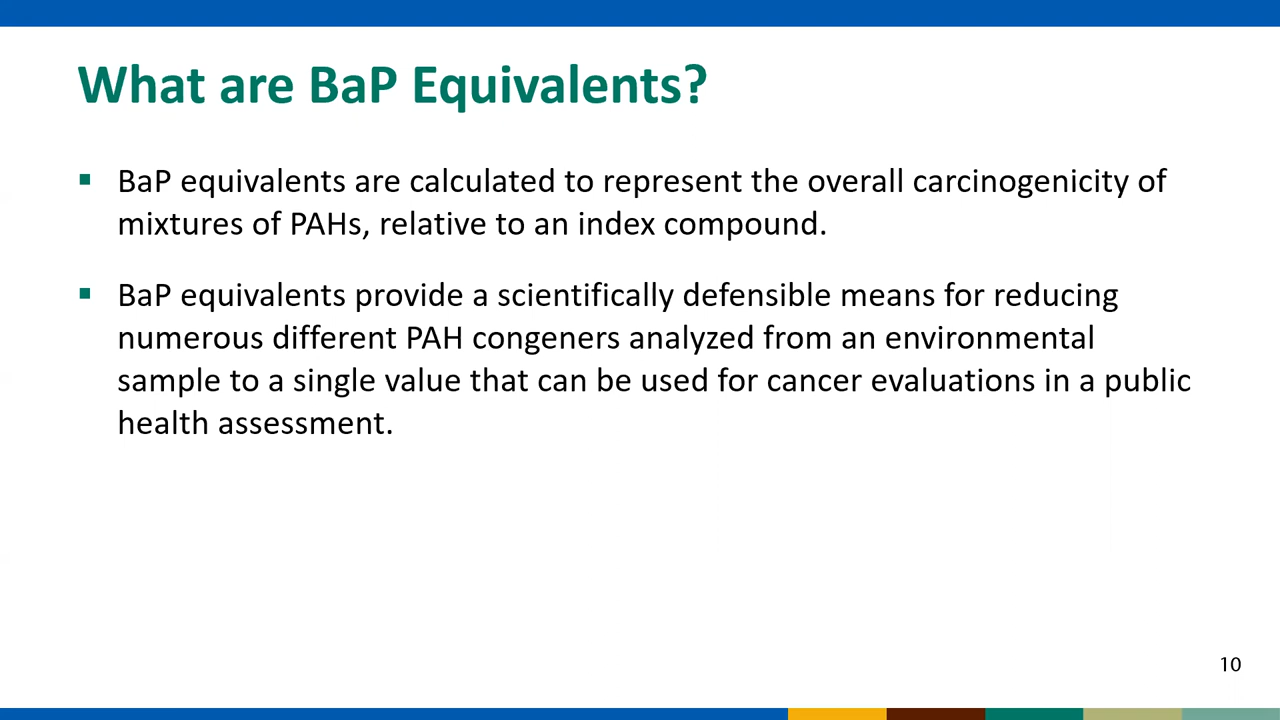 What are BaP Equivalents?
▪ BaP equivalents are calculated to represent the overall carcinogenicity of
mixtures of PAHs, relative to an index compound.
▪ BaP equivalents provide a scientifically defensible means for reducing
numerous different PAH congeners analyzed from an environmental
sample to a single value that can be used for cancer evaluations in a public
health assessment.
10